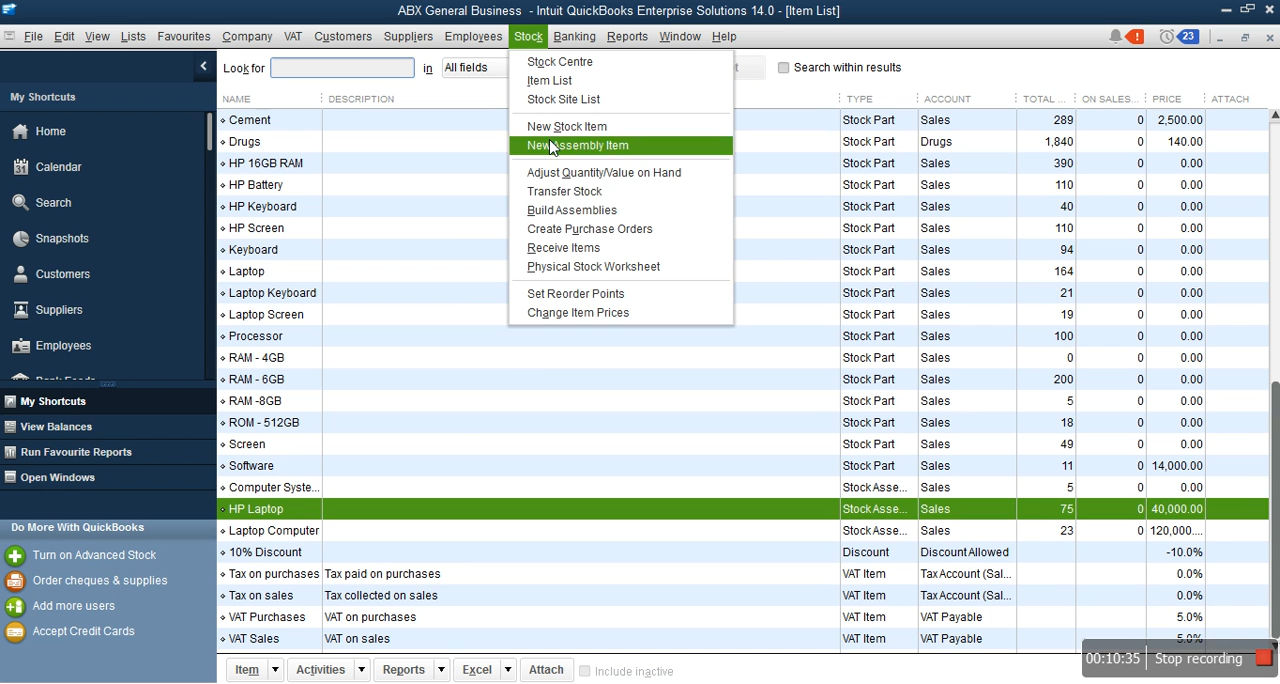 ABX General Business - Intuit QuickBooks Enterprise Solutions 14.0 - [Item List]
File Edit View Lists Favourites Company VAT Customers Suppliers Employees Stock Banking Reports Window Help
23
My Shortcuts
Home
Calendar
Search
Snapshots
Customers
Suppliers
Employees
My Shortcuts
View Balances
Run Favourite Reports
Open Windows
Do More With QuickBooks
Turn on Advanced Stock
Order cheques & supplies
Add more users
Accept Credit Cards
Look for in All fields Search within results
Stock Centre
Item List
Stock Site List
New Stock Item
New Assembly Item
Adjust Quantity/Value on Hand
Transfer Stock
Build Assemblies
Create Purchase Orders
Receive Items
Physical Stock Worksheet
Set Reorder Points
Change Item Prices
NAME DESCRIPTION TYPE ACCOUNT TOTAL ... ON SALES... PRICE ATTACH
Cement Stock Part Sales 289 0 2,500.00
Drugs Stock Part Drugs 1,840 0 140.00
HP 16GB RAM Stock Part Sales 390 0 0.00
HP Battery Stock Part Sales 110 0 0.00
HP Keyboard Stock Part Sales 40 0 0.00
HP Screen Stock Part Sales 110 0 0.00
Keyboard Stock Part Sales 94 0 0.00
Laptop Stock Part Sales 164 0 0.00
Laptop Keyboard Stock Part Sales 21 0 0.00
Laptop Screen Stock Part Sales 19 0 0.00
Processor Stock Part Sales 100 0 0.00
RAM - 4GB Stock Part Sales 0 0 0.00
RAM - 6GB Stock Part Sales 200 0 0.00
RAM -8GB Stock Part Sales 5 0 0.00
ROM - 512GB Stock Part Sales 18 0 0.00
Screen Stock Part Sales 49 0 0.00
Software Stock Part Sales 11 0 14,000.00
Computer Syste... Stock Asse... Sales 5 0 0.00
HP Laptop Stock Asse... Sales 75 0 40,000.00
Laptop Computer Stock Asse... Sales 23 0 120,000....
10% Discount Discount Discount Allowed -10.0%
Tax on purchases Tax paid on purchases VAT Item Tax Account (Sal... 0.0%
Tax on sales Tax collected on sales VAT Item Tax Account (Sal... 0.0%
VAT Purchases VAT on purchases VAT Item VAT Payable 5.0%
VAT Sales VAT on sales VAT Item VAT Payable 5.0%
Item Activities Reports Excel Attach Include inactive
00:10:35 Stop recording